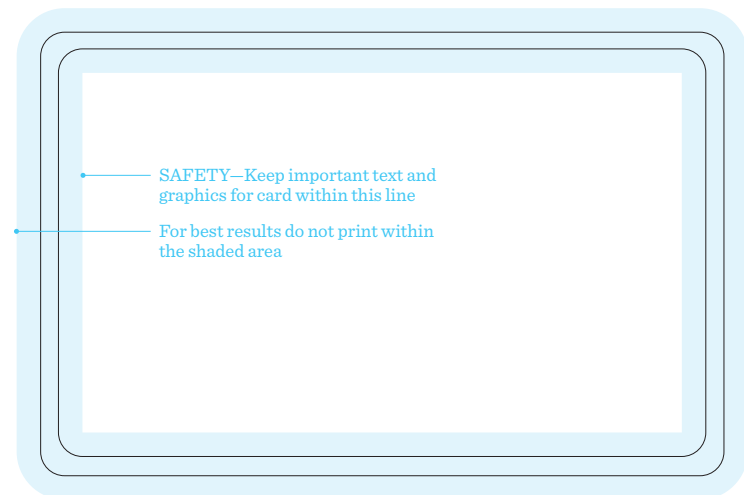 SAFETY—Keep important text and
graphics for card within this line
For best results do not print within
the shaded area